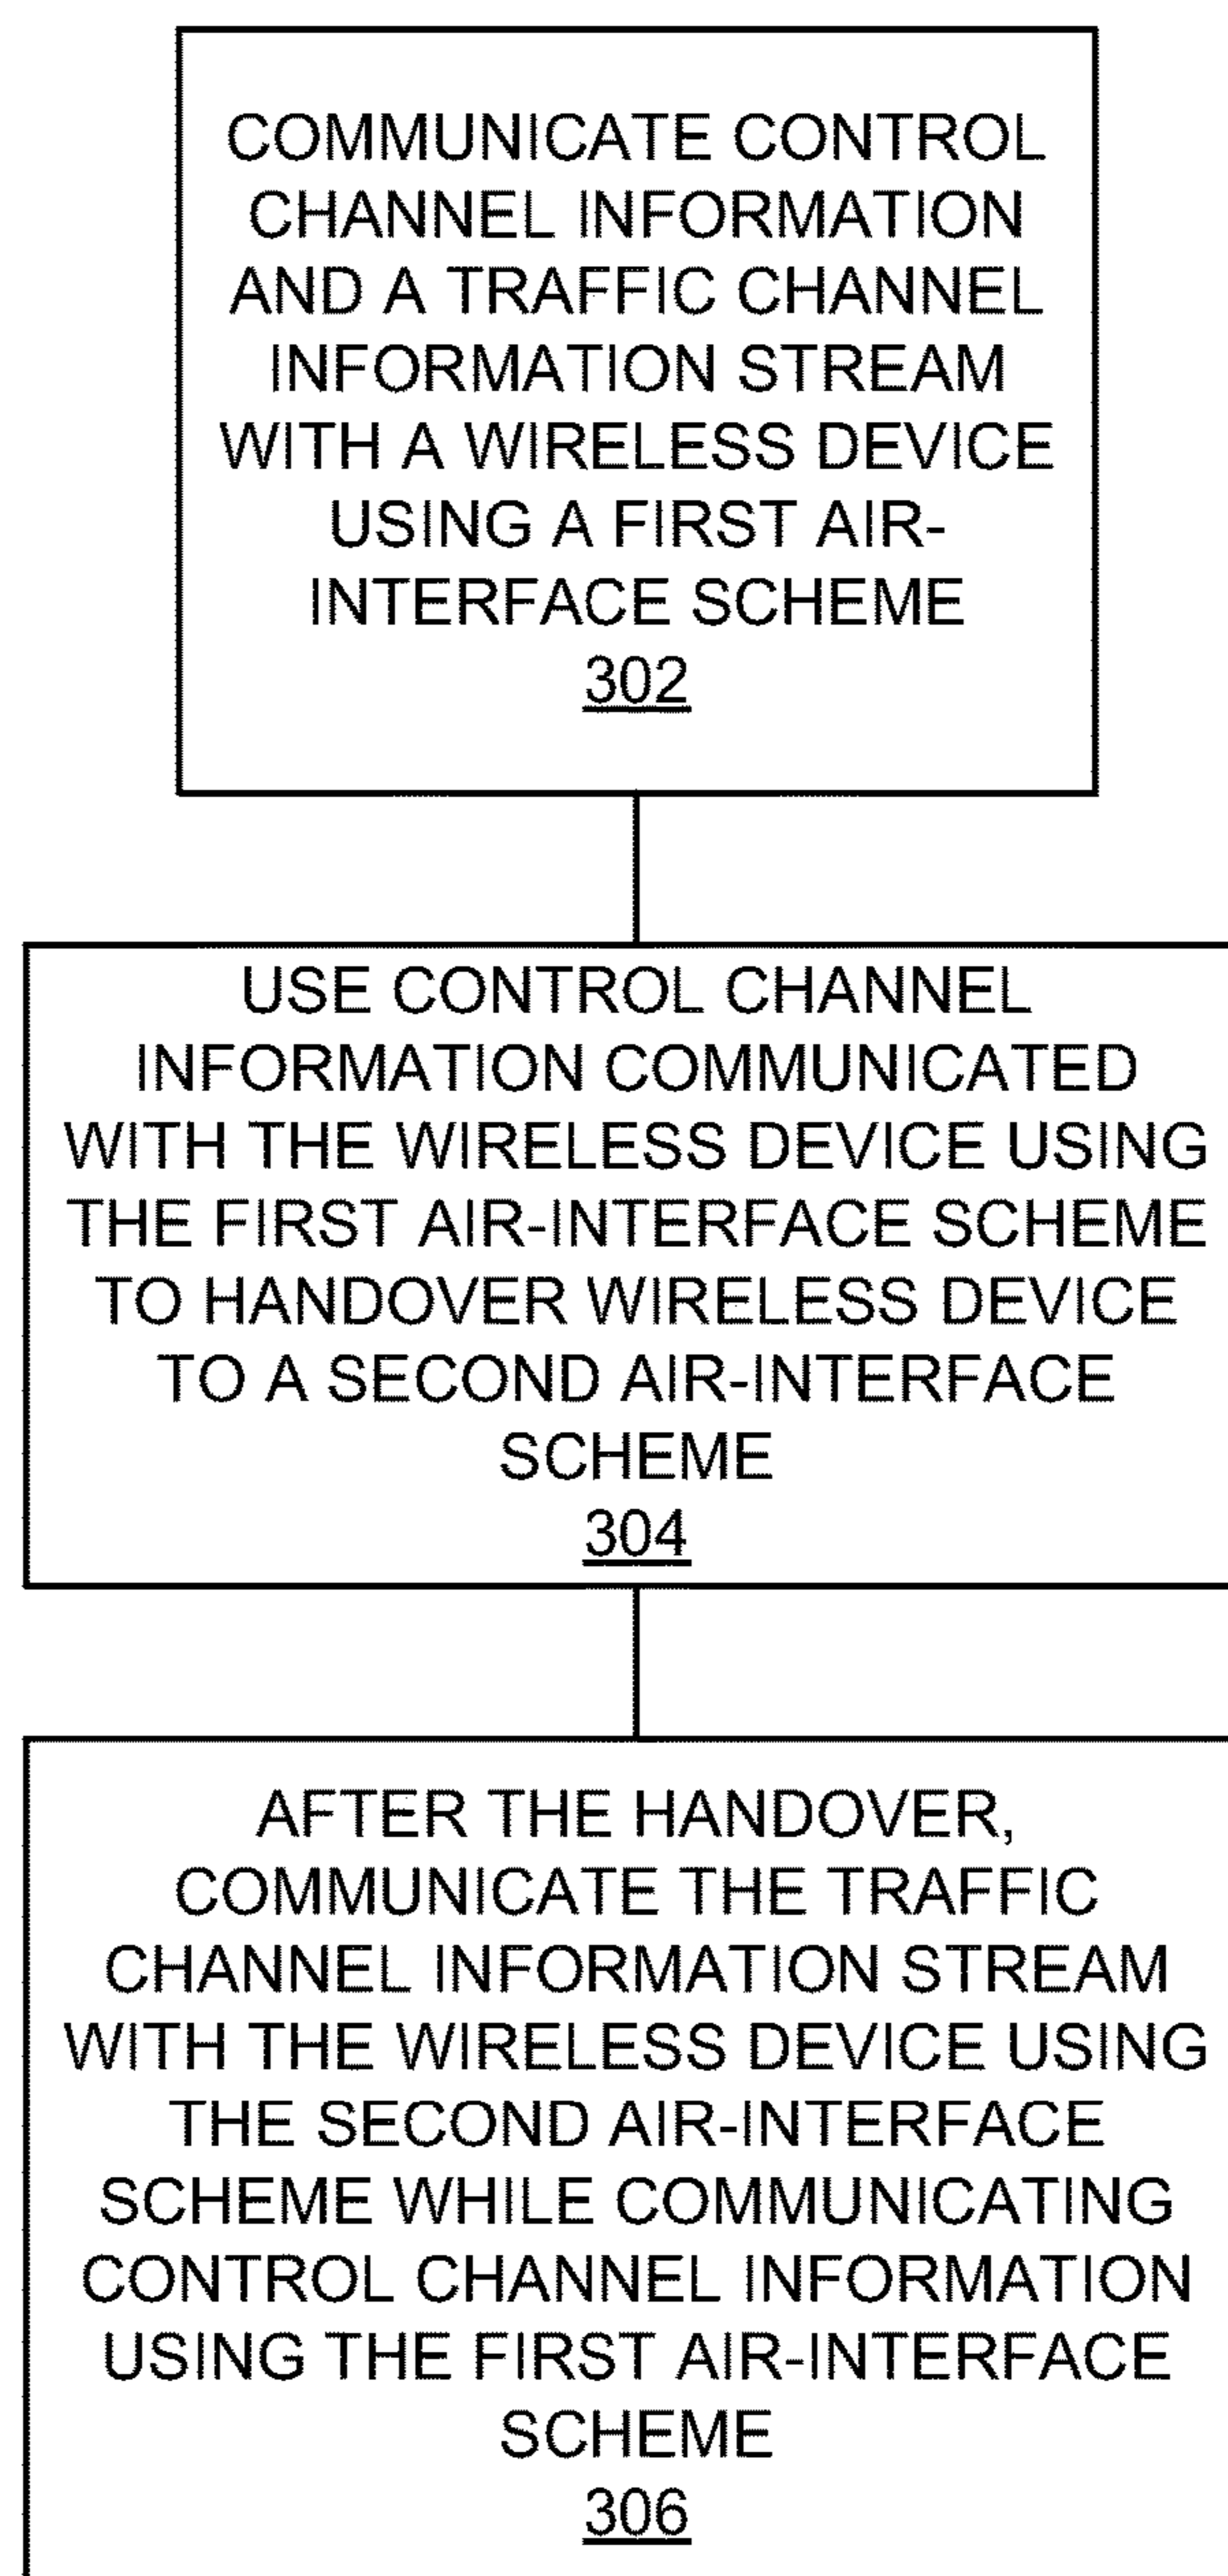 COMMUNICATE CONTROL
CHANNEL INFORMATION
AND A TRAFFIC CHANNEL
INFORMATION STREAM
WITH A WIRELESS DEVICE
USING A FIRST AIR-
INTERFACE SCHEME
302
USE CONTROL CHANNEL
INFORMATION COMMUNICATED
WITH THE WIRELESS DEVICE USING
THE FIRST AIR-INTERFACE SCHEME
TO HANDOVER WIRELESS DEVICE
TO A SECOND AIR-INTERFACE
SCHEME
304
AFTER THE HANDOVER,
COMMUNICATE THE TRAFFIC
CHANNEL INFORMATION STREAM
WITH THE WIRELESS DEVICE USING
THE SECOND AIR-INTERFACE
SCHEME WHILE COMMUNICATING
CONTROL CHANNEL INFORMATION
USING THE FIRST AIR-INTERFACE
SCHEME
306